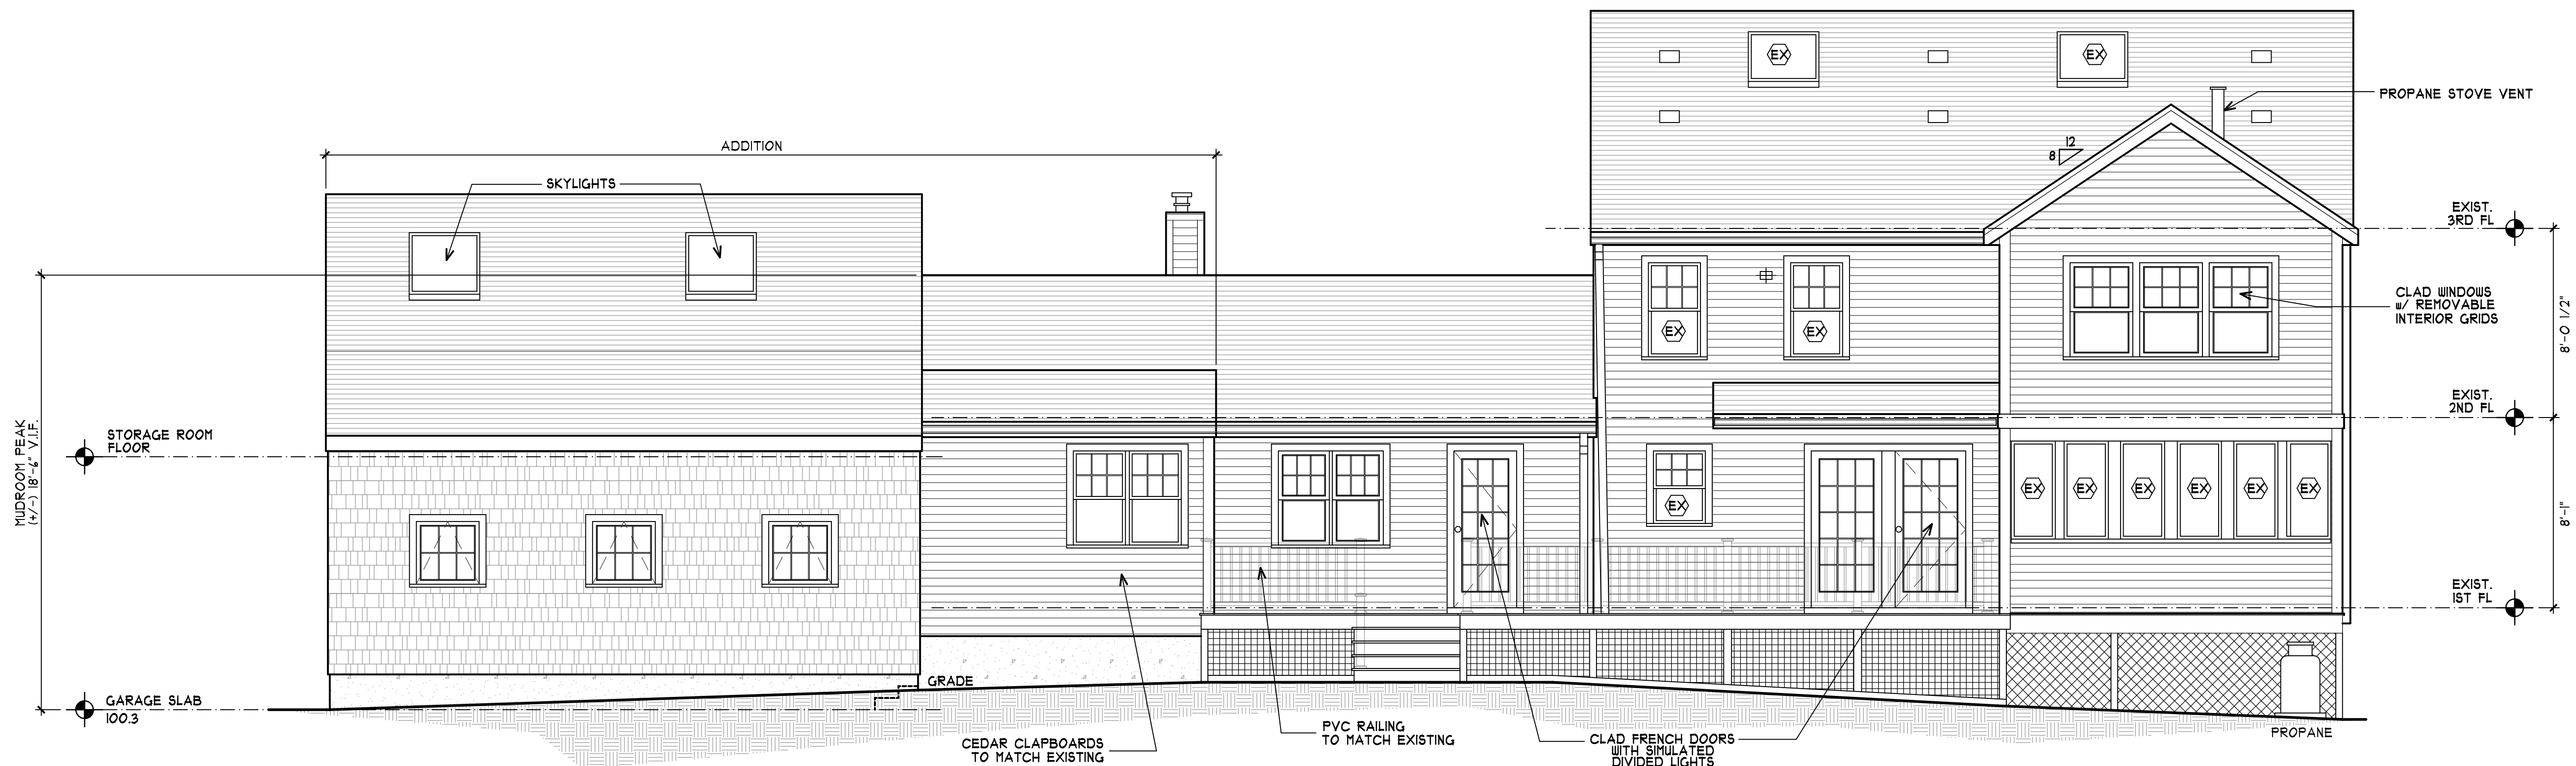 EX
EX
PROPANE STOVE VENT
12
8
ADDITION
SKYLIGHTS
EXIST.
3RD FL
CLAD WINDOWS
W/ REMOVABLE
INTERIOR GRIDS
8'-0 1/2"
EX
EX
EXIST.
2ND FL
MUDROOM PEAK
(+/-) 18'-6" V.I.F.
STORAGE ROOM
FLOOR
EX
EX
EX
EX
EX
EX
EX
8'-1"
EXIST.
1ST FL
GRADE
GARAGE SLAB
100.3
CEDAR CLAPBOARDS
TO MATCH EXISTING
PVC RAILING
TO MATCH EXISTING
CLAD FRENCH DOORS
WITH SIMULATED
DIVIDED LIGHTS
PROPANE